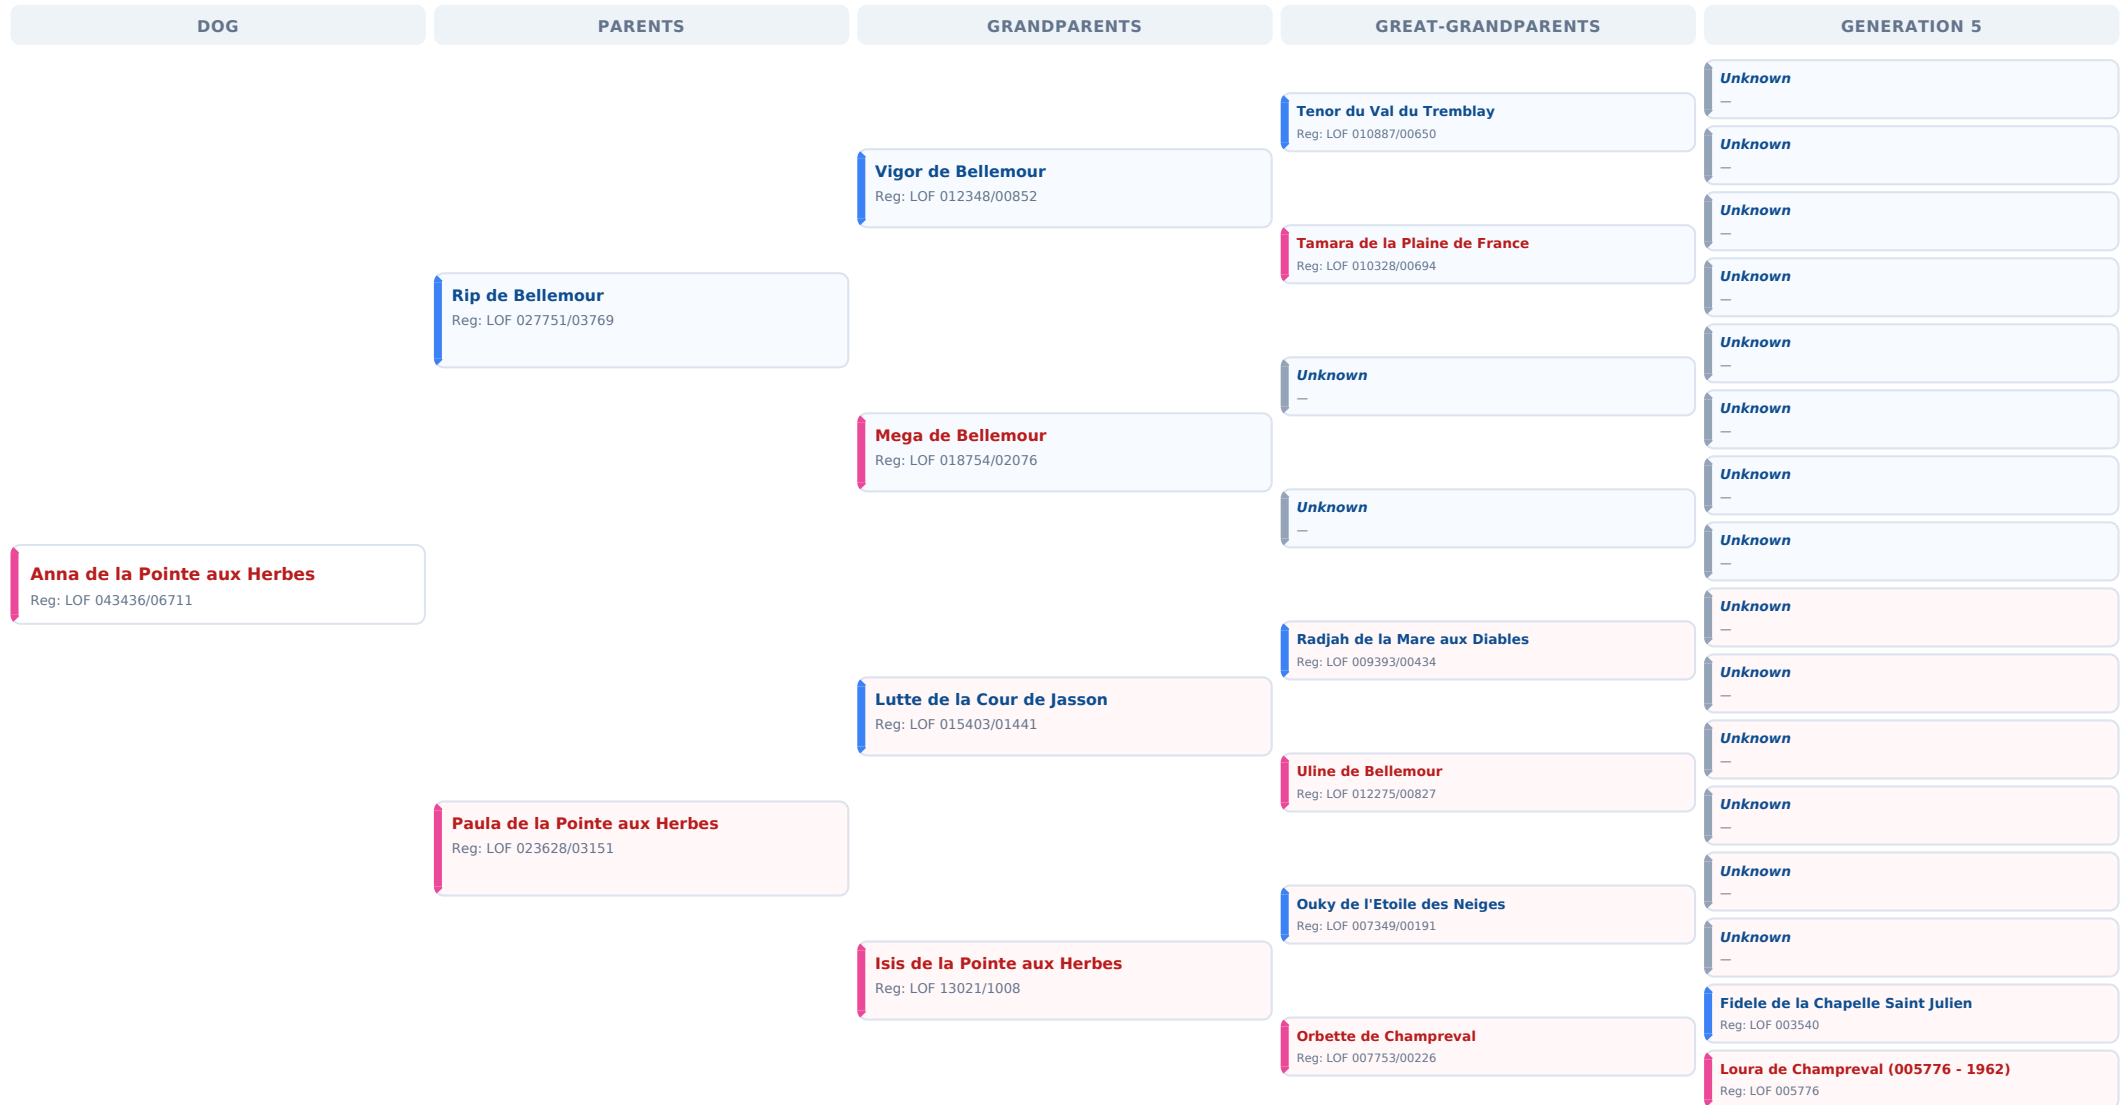 DOG
PARENTS
GRANDPARENTS
GREAT-GRANDPARENTS
GENERATION 5
Anna de la Pointe aux Herbes
Reg: LOF 043436/06711
Rip de Bellemour
Reg: LOF 027751/03769
Paula de la Pointe aux Herbes
Reg: LOF 023628/03151
Vigor de Bellemour
Reg: LOF 012348/00852
Mega de Bellemour
Reg: LOF 018754/02076
Lutte de la Cour de Jasson
Reg: LOF 015403/01441
Isis de la Pointe aux Herbes
Reg: LOF 13021/1008
Tenor du Val du Tremblay
Reg: LOF 010887/00650
Tamara de la Plaine de France
Reg: LOF 010328/00694
Unknown
—
Unknown
—
Radjah de la Mare aux Diables
Reg: LOF 009393/00434
Uline de Bellemour
Reg: LOF 012275/00827
Ouky de l'Etoile des Neiges
Reg: LOF 007349/00191
Orbette de Champreval
Reg: LOF 007753/00226
Unknown
—
Unknown
—
Unknown
—
Unknown
—
Unknown
—
Unknown
—
Unknown
—
Unknown
—
Unknown
—
Unknown
—
Unknown
—
Unknown
—
Unknown
—
Unknown
—
Fidele de la Chapelle Saint Julien
Reg: LOF 003540
Loura de Champreval (005776 - 1962)
Reg: LOF 005776